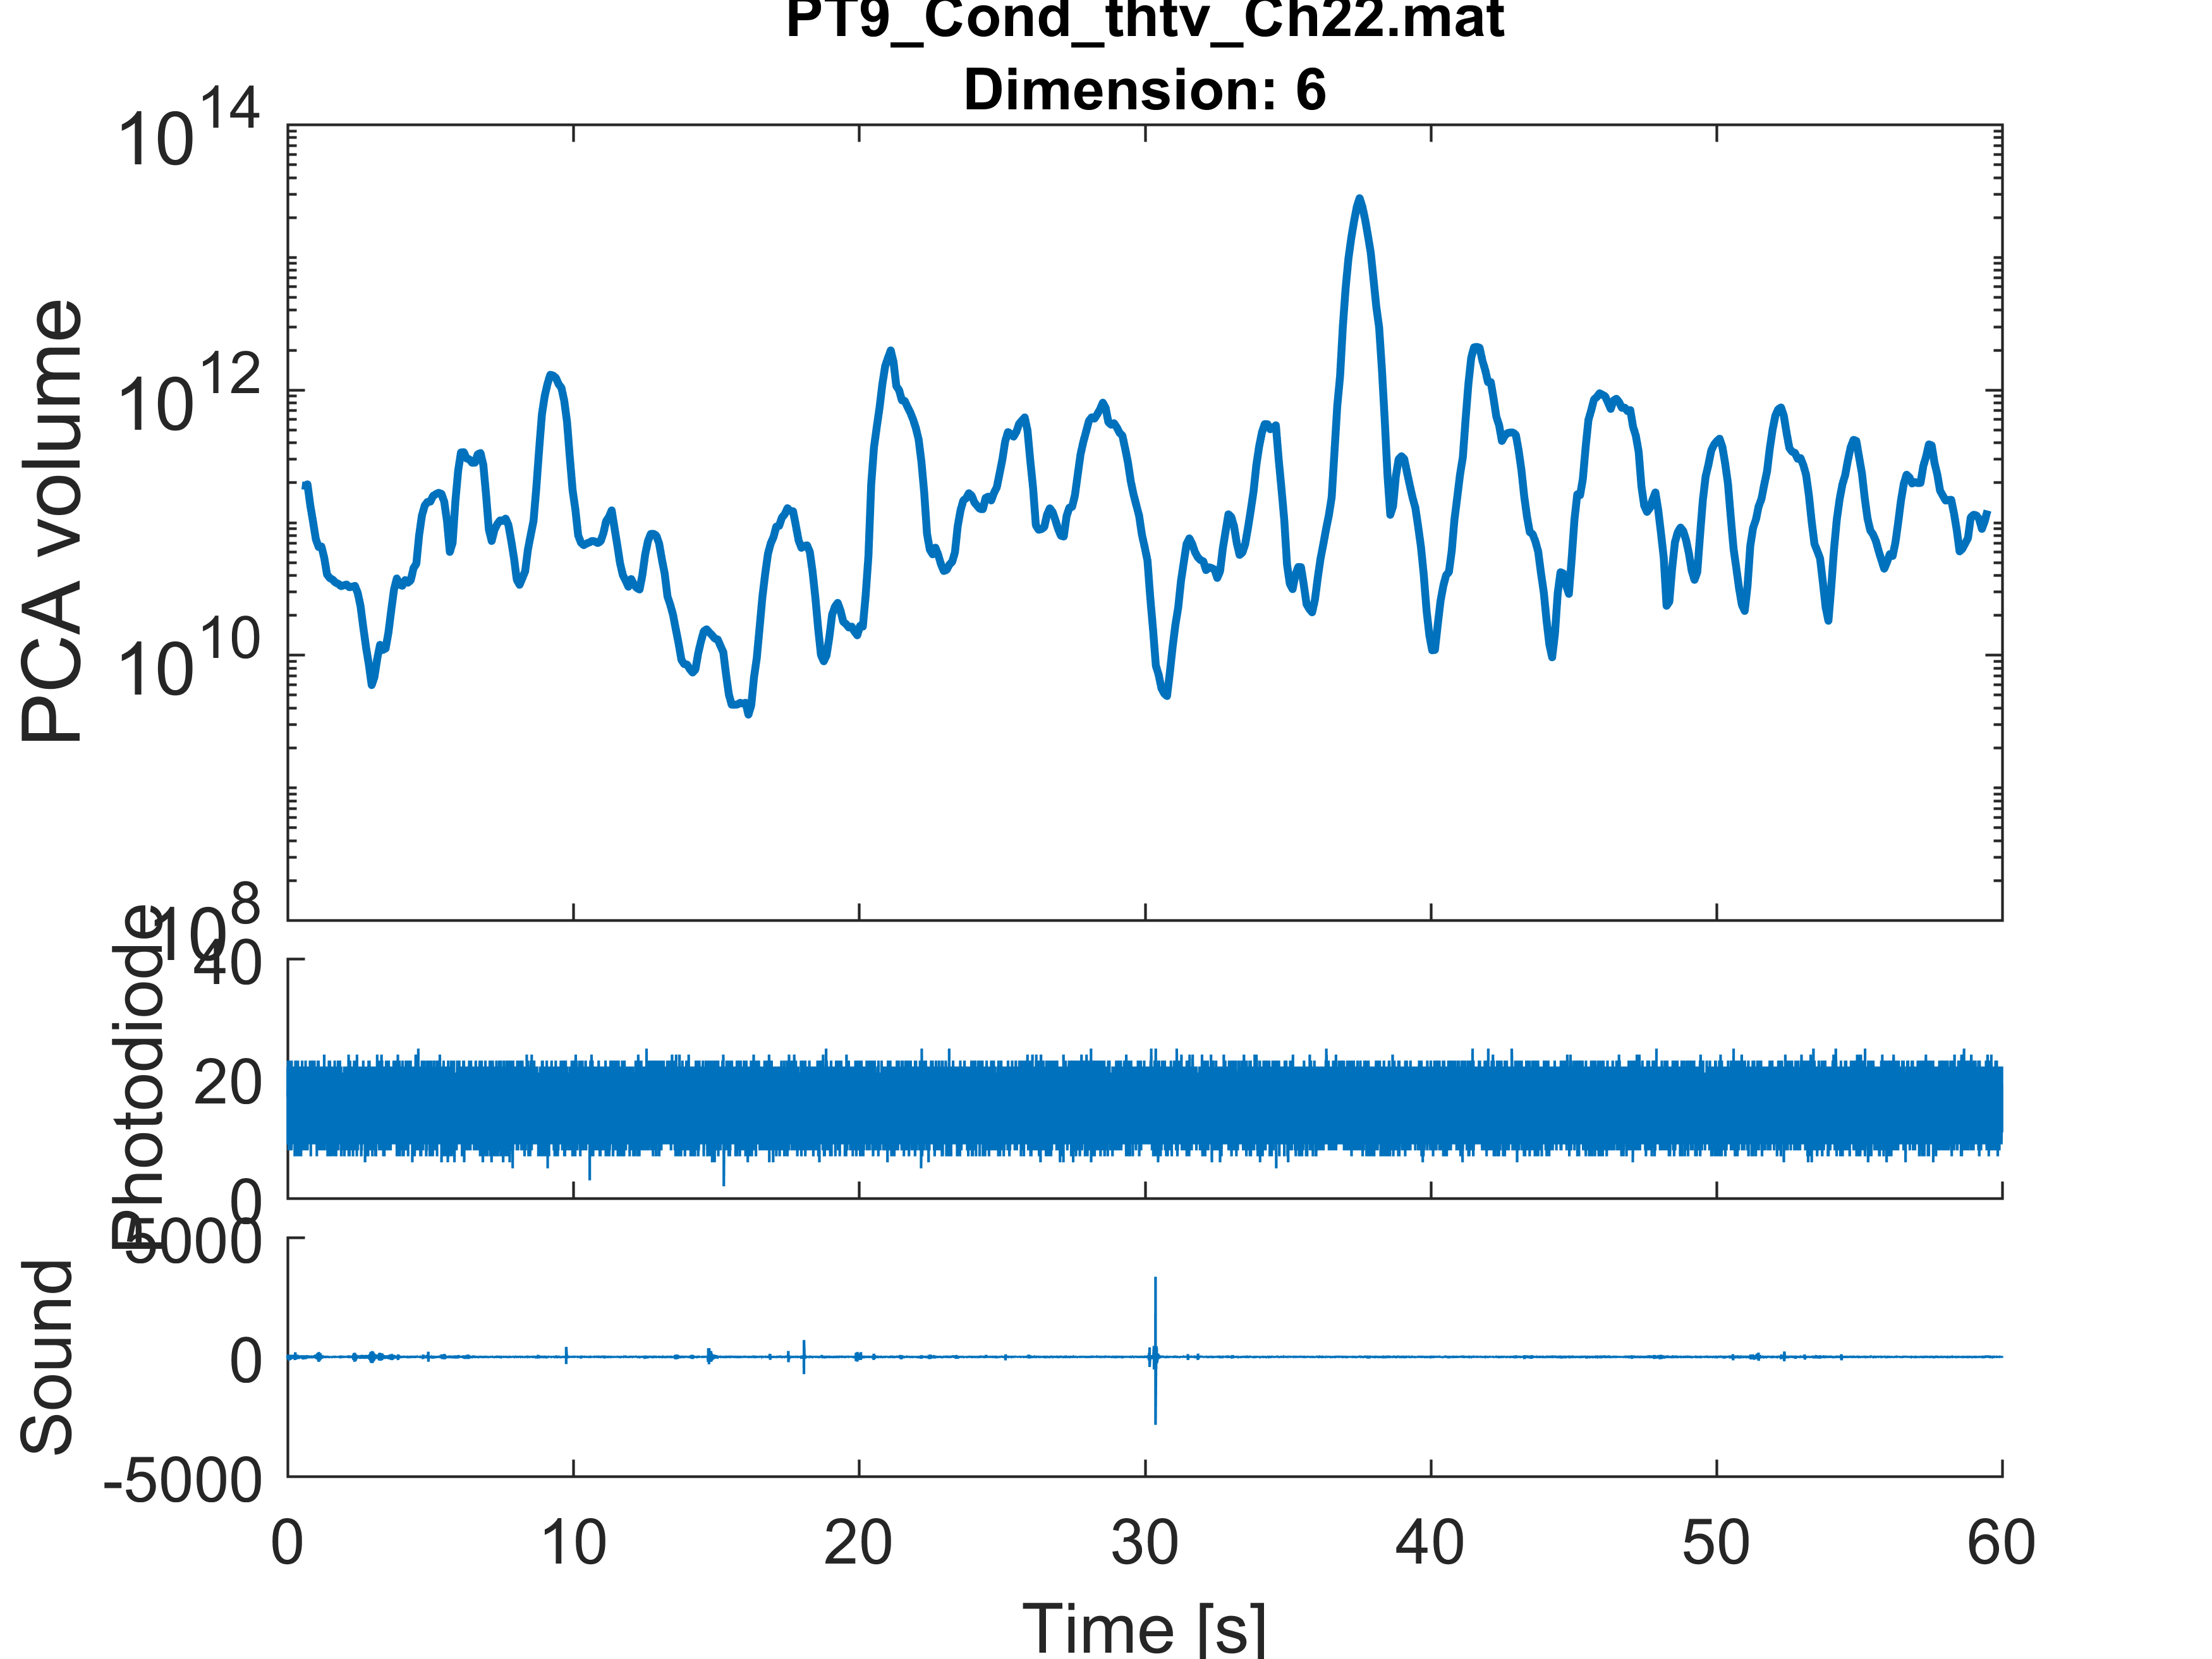 PT9_Cond_thtv_Ch22.mat
Dimension: 6
10^14
10^12
10^10
10^8
PCA volume
40
20
0
Photodiode
5000
0
-5000
Sound
0 10 20 30 40 50 60
Time [s]